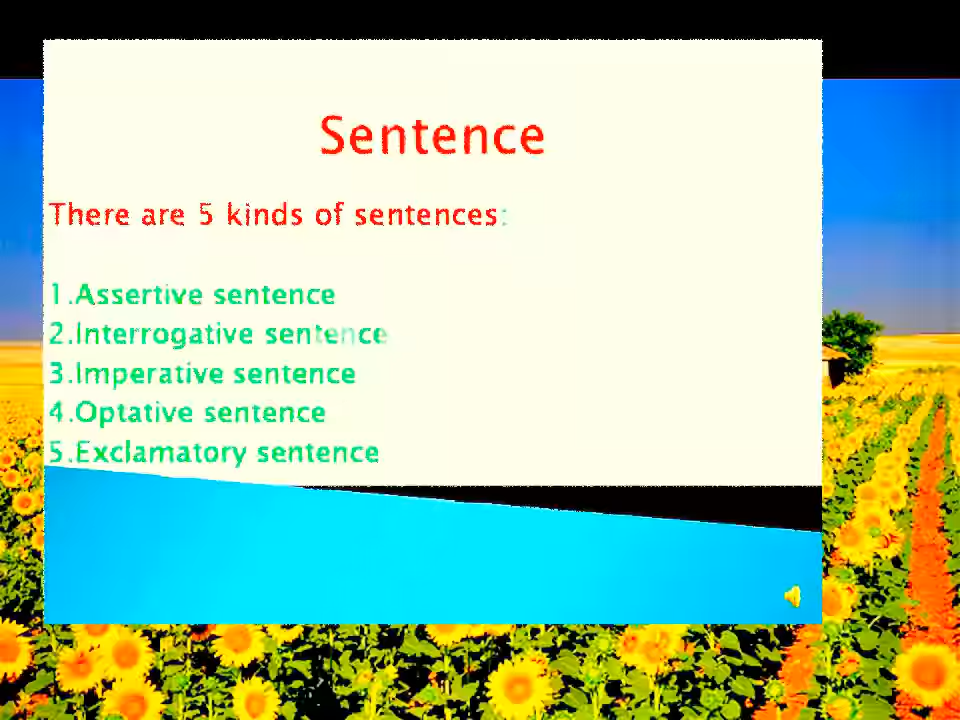 Sentence
There are 5 kinds of sentences:
1.Assertive sentence
2.Interrogative sentence
3.Imperative sentence
4.Optative sentence
5.Exclamatory sentence